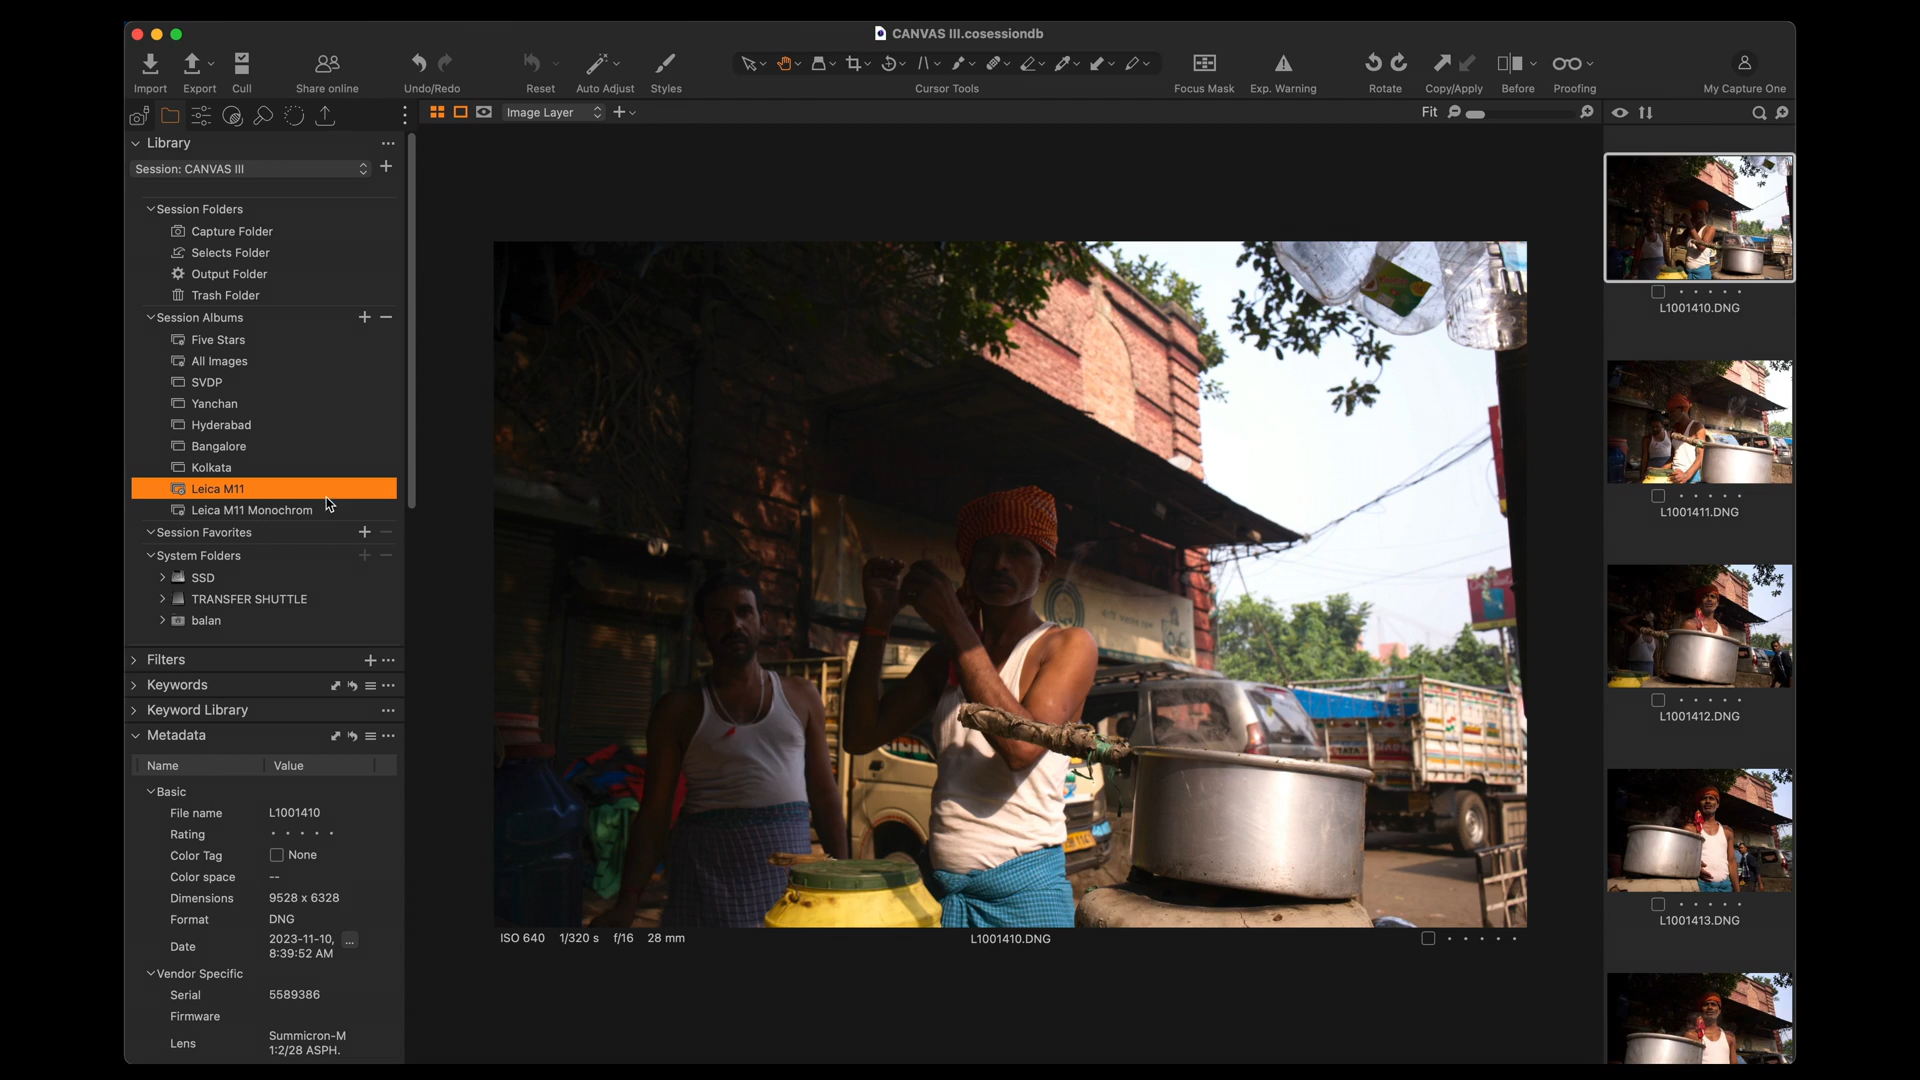 CANVAS III.cosessiondb
Import
Export
Cull
Share online
Undo/Redo
Reset
Auto Adjust
Styles
Cursor Tools
Focus Mask
Exp. Warning
Rotate
Copy/Apply
Before
Proofing
My Capture One
Image Layer
Fit
Library
Session: CANVAS III
Session Folders
Capture Folder
Selects Folder
Output Folder
Trash Folder
Session Albums
Five Stars
All Images
SVDP
Yanchan
Hyderabad
Bangalore
Kolkata
Leica M11
Leica M11 Monochrom
Session Favorites
System Folders
SSD
TRANSFER SHUTTLE
balan
Filters
Keywords
Keyword Library
Metadata
Name Value
Basic
File name L1001410
Rating
Color Tag None
Color space --
Dimensions 9528 x 6328
Format DNG
Date 2023-11-10, ...
8:39:52 AM
Vendor Specific
Serial 5589386
Firmware
Lens Summicron-M
1:2/28 ASPH.
ISO 640 1/320 s f/16 28 mm
L1001410.DNG
L1001410.DNG
L1001411.DNG
L1001412.DNG
L1001413.DNG